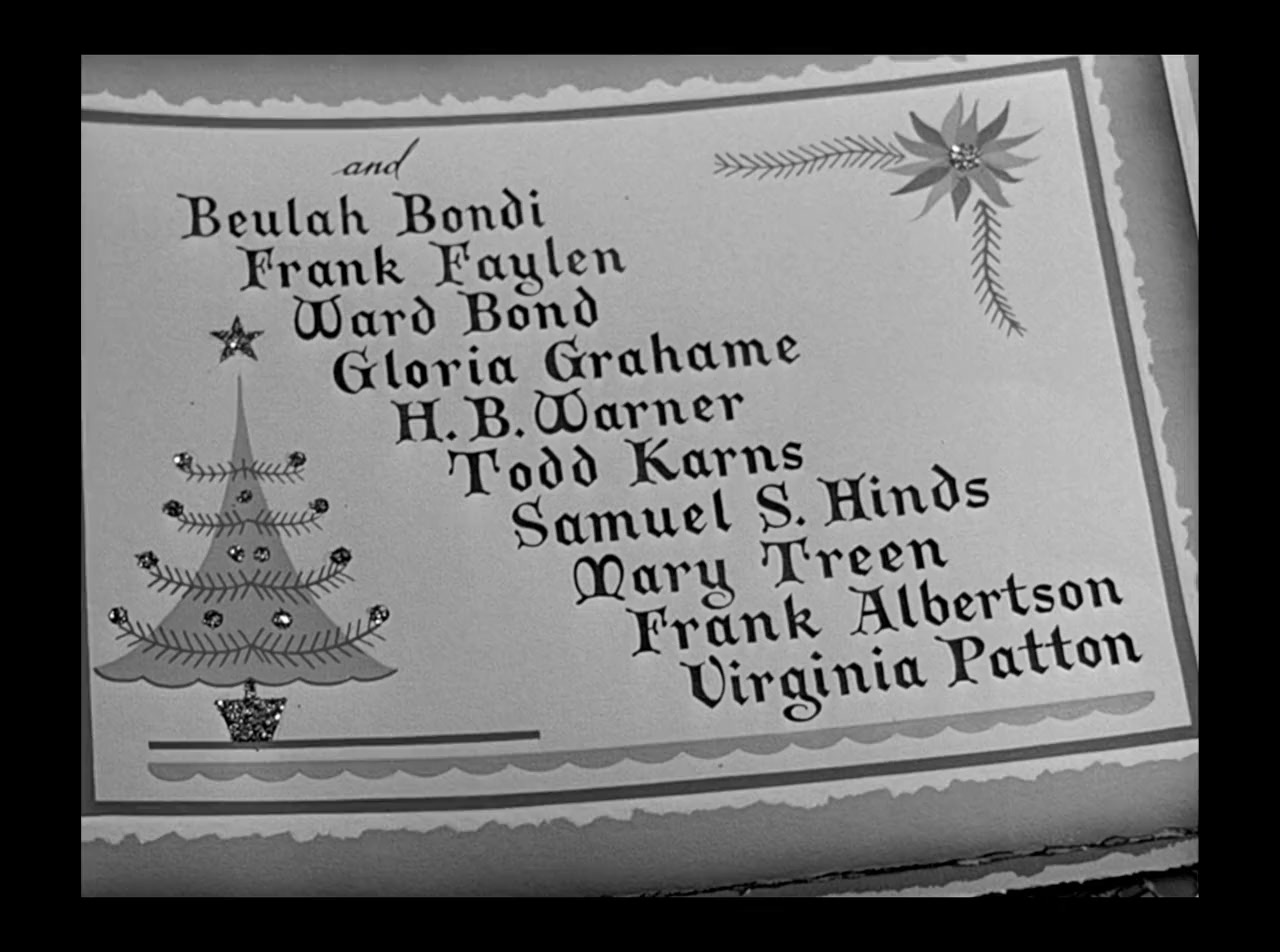 and
Beulah Bondi
Frank Faylen
Ward Bond
Gloria Grahame
H. B. Warner
Todd Karns
Samuel S. Hinds
Mary Treen
Frank Albertson
Virginia Patton